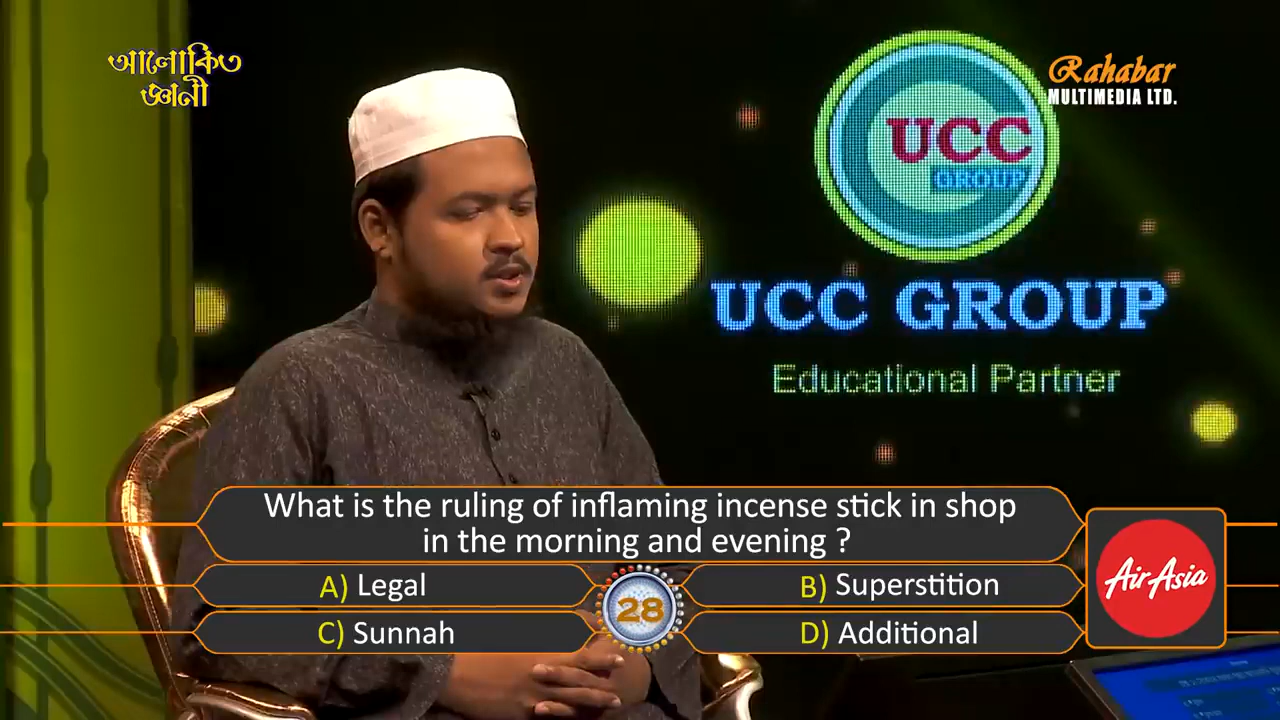 আলোকিত
জ্ঞানী
Rahabar
MULTIMEDIA LTD.
UCC
GROUP
UCC GROUP
Educational Partner
What is the ruling of inflaming incense stick in shop
in the morning and evening ?
A) Legal
B) Superstition
28
C) Sunnah
D) Additional
AirAsia